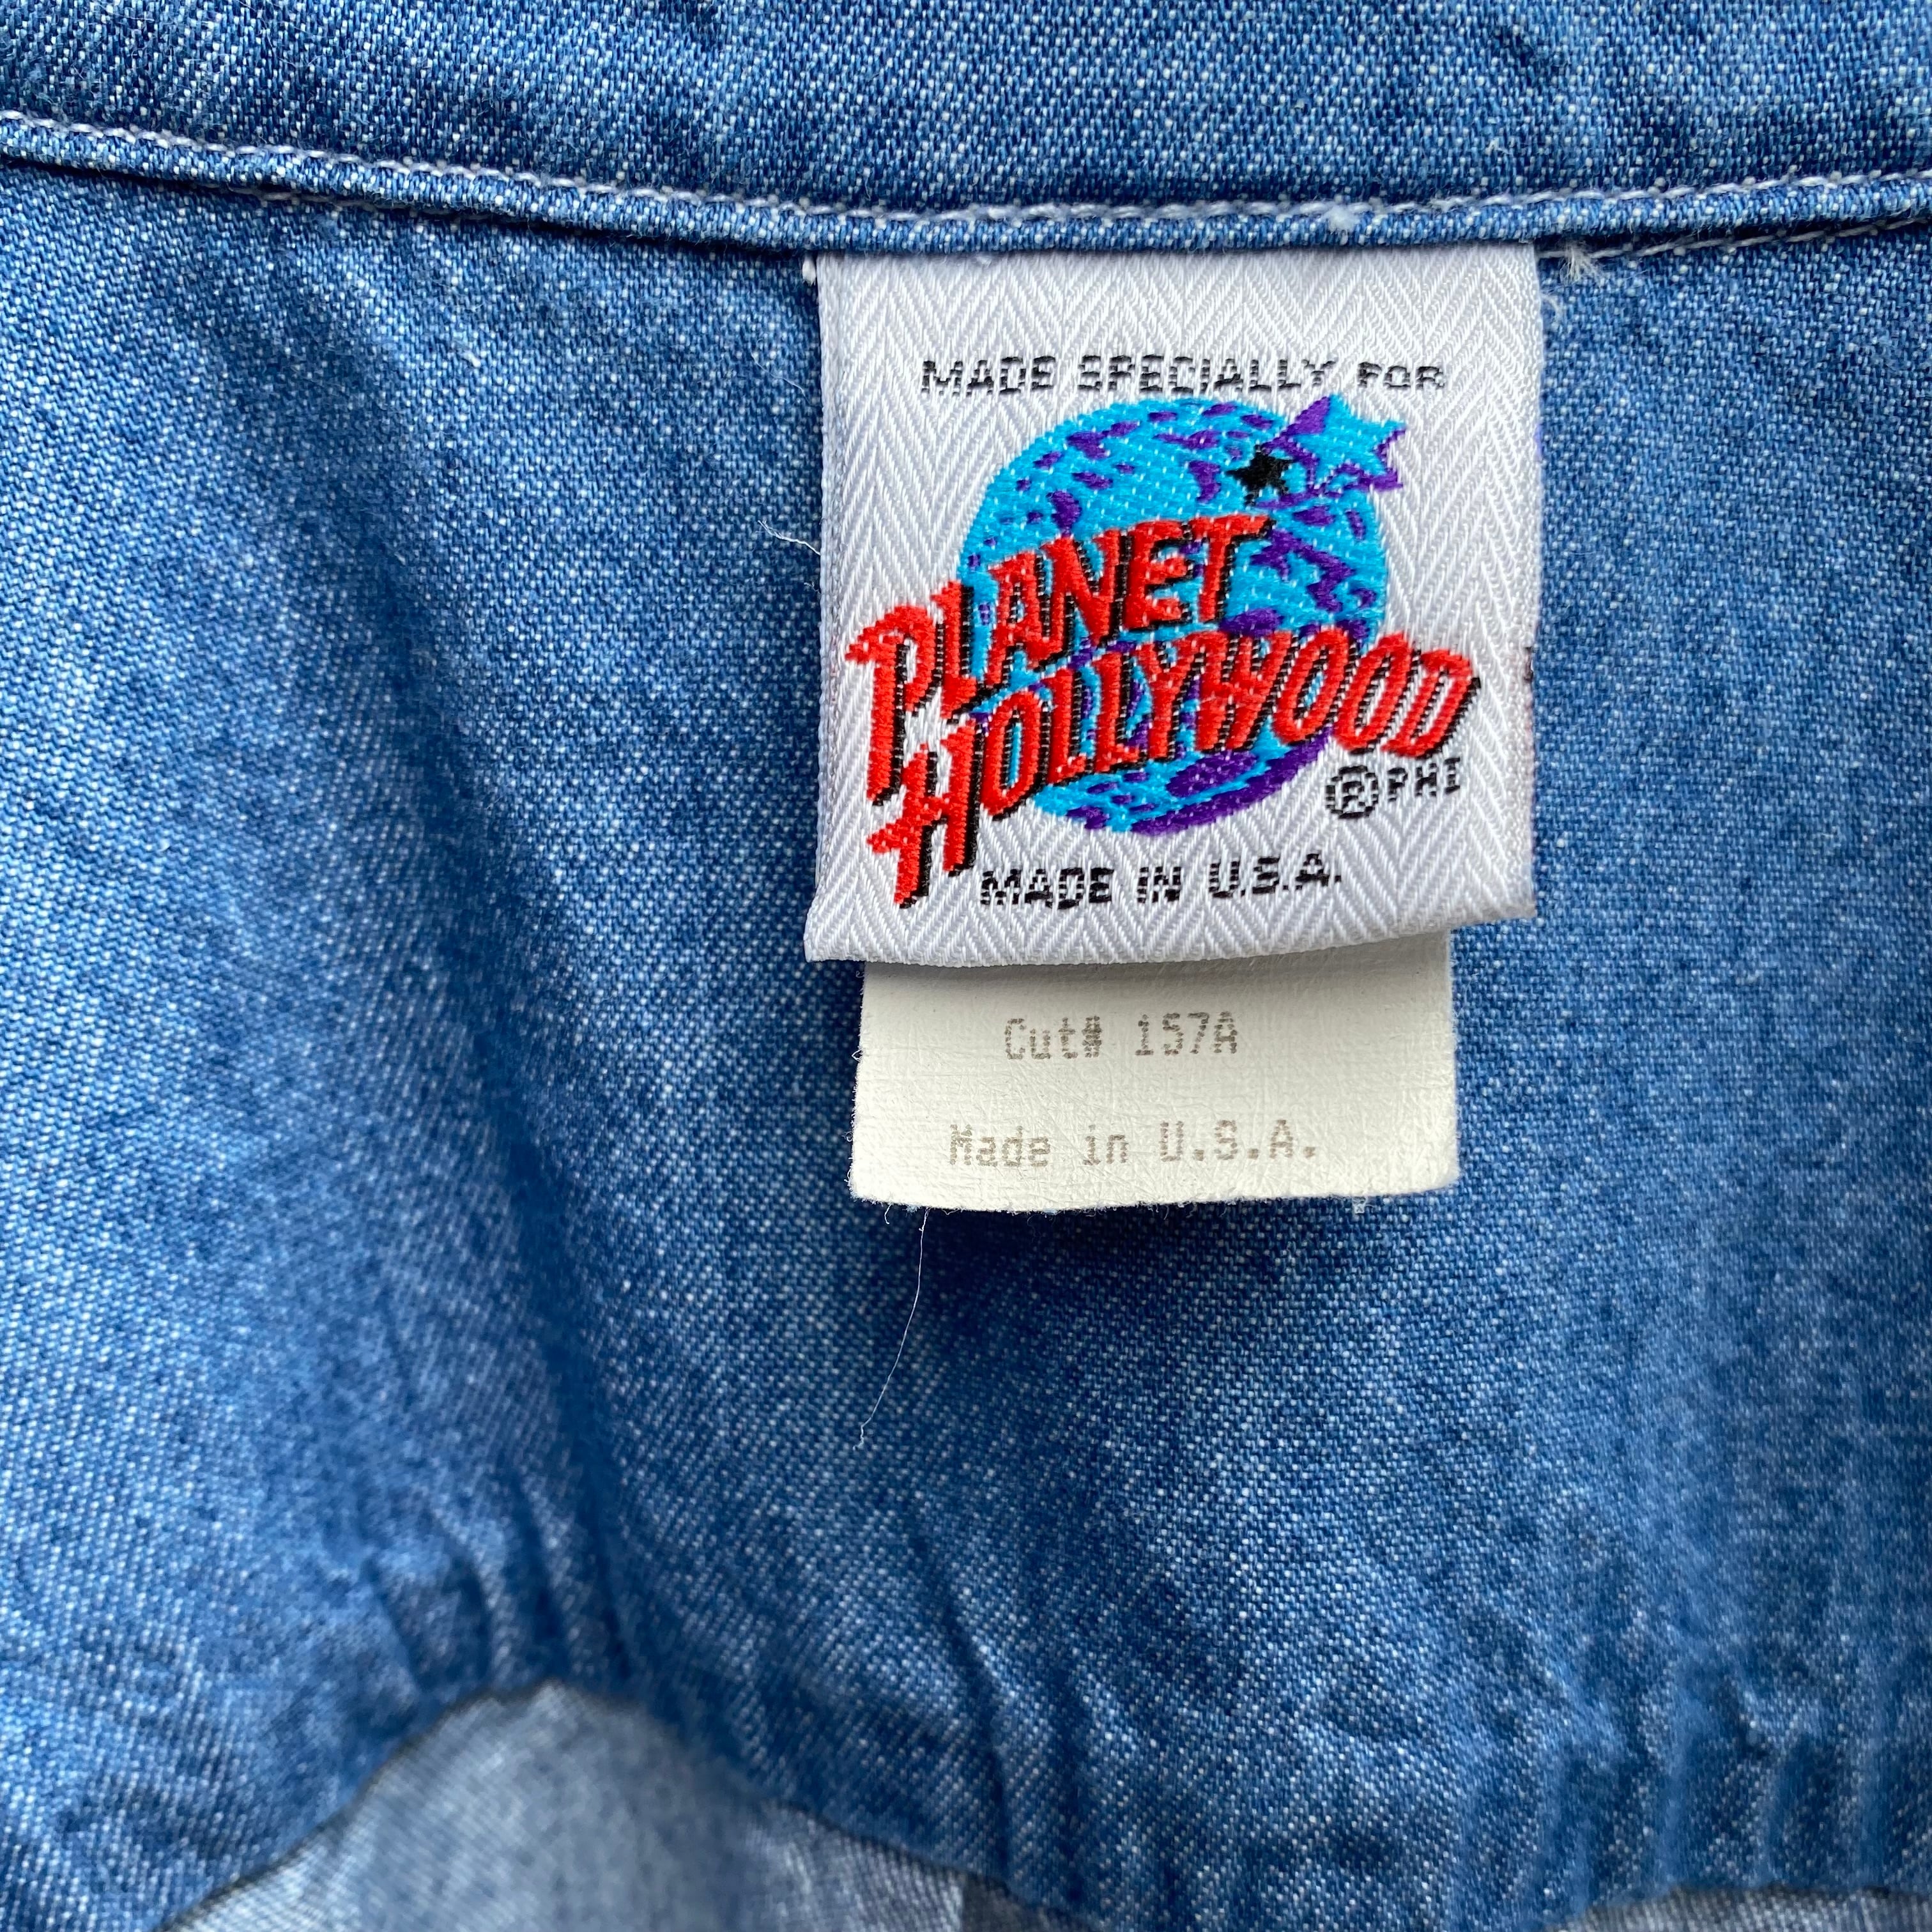 MADE SPECIALLY FOR
PLANET
HOLLYWOOD
® PHI
MADE IN U.S.A.
Cut# 157A
Made in U.S.A.